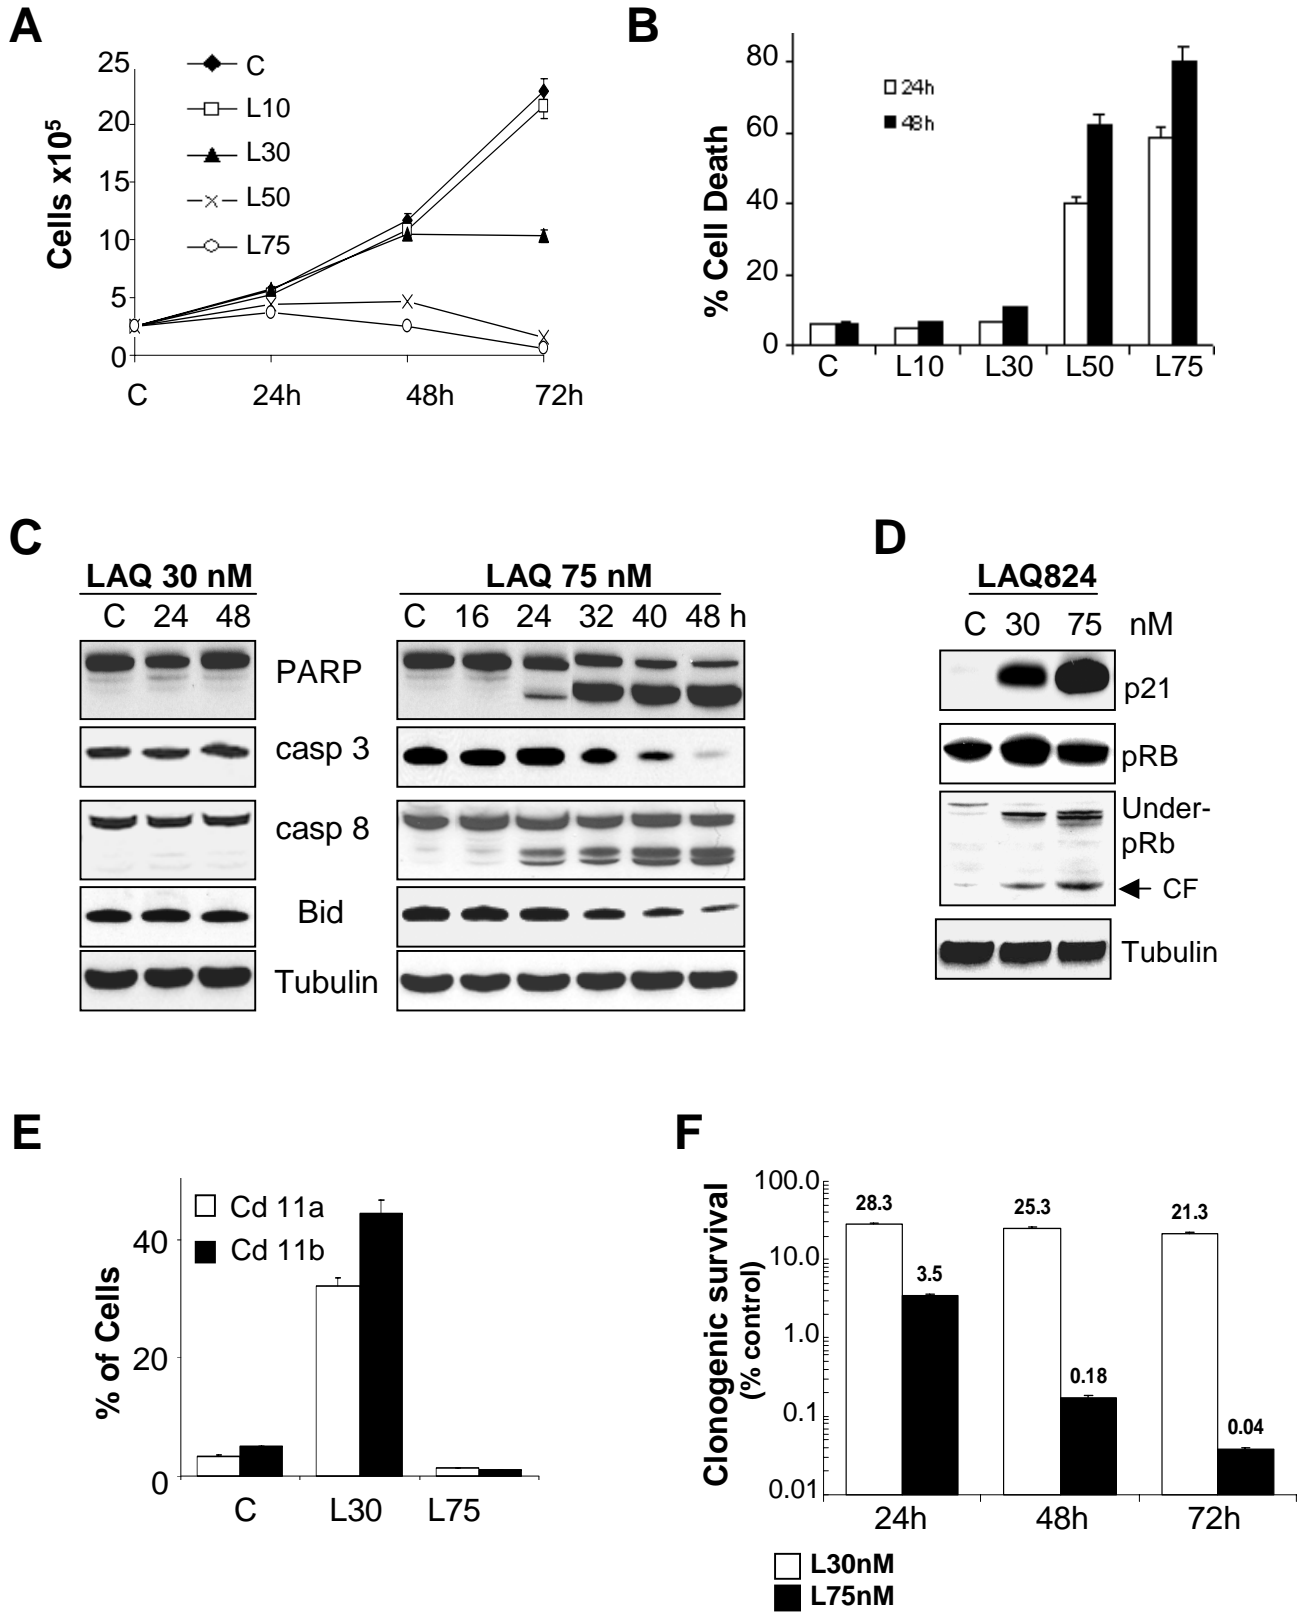 A
Cells x10⁵
25
20
15
10
5
0
C
L10
L30
L50
L75
C
24h
48h
72h
B
% Cell Death
80
60
40
20
0
24h
48h
C
L10
L30
L50
L75
C
LAQ 30 nM
C 24 48
LAQ 75 nM
C 16 24 32 40 48 h
PARP
casp 3
casp 8
Bid
Tubulin
D
LAQ824
C 30 75 nM
p21
pRB
Under-
pRb
CF
Tubulin
E
% of Cells
40
20
0
Cd 11a
Cd 11b
C
L30
L75
F
Clonogenic survival
(% control)
100.0
10.0
1.0
0.1
0.01
28.3
3.5
25.3
0.18
21.3
0.04
24h
48h
72h
L30nM
L75nM